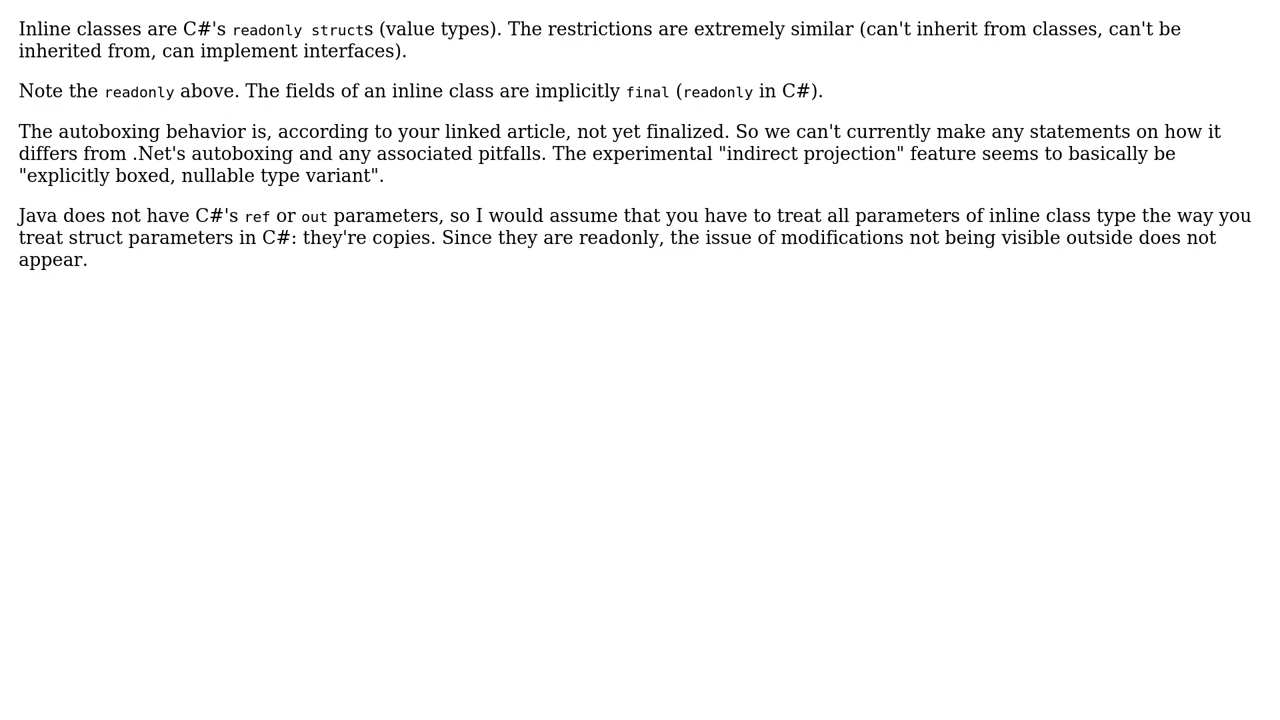 Inline classes are C#'s readonly structs (value types). The restrictions are extremely similar (can't inherit from classes, can't be
inherited from, can implement interfaces).
Note the readonly above. The fields of an inline class are implicitly final (readonly in C#).
The autoboxing behavior is, according to your linked article, not yet finalized. So we can't currently make any statements on how it
differs from .Net's autoboxing and any associated pitfalls. The experimental "indirect projection" feature seems to basically be
"explicitly boxed, nullable type variant".
Java does not have C#'s ref or out parameters, so I would assume that you have to treat all parameters of inline class type the way you
treat struct parameters in C#: they're copies. Since they are readonly, the issue of modifications not being visible outside does not
appear.